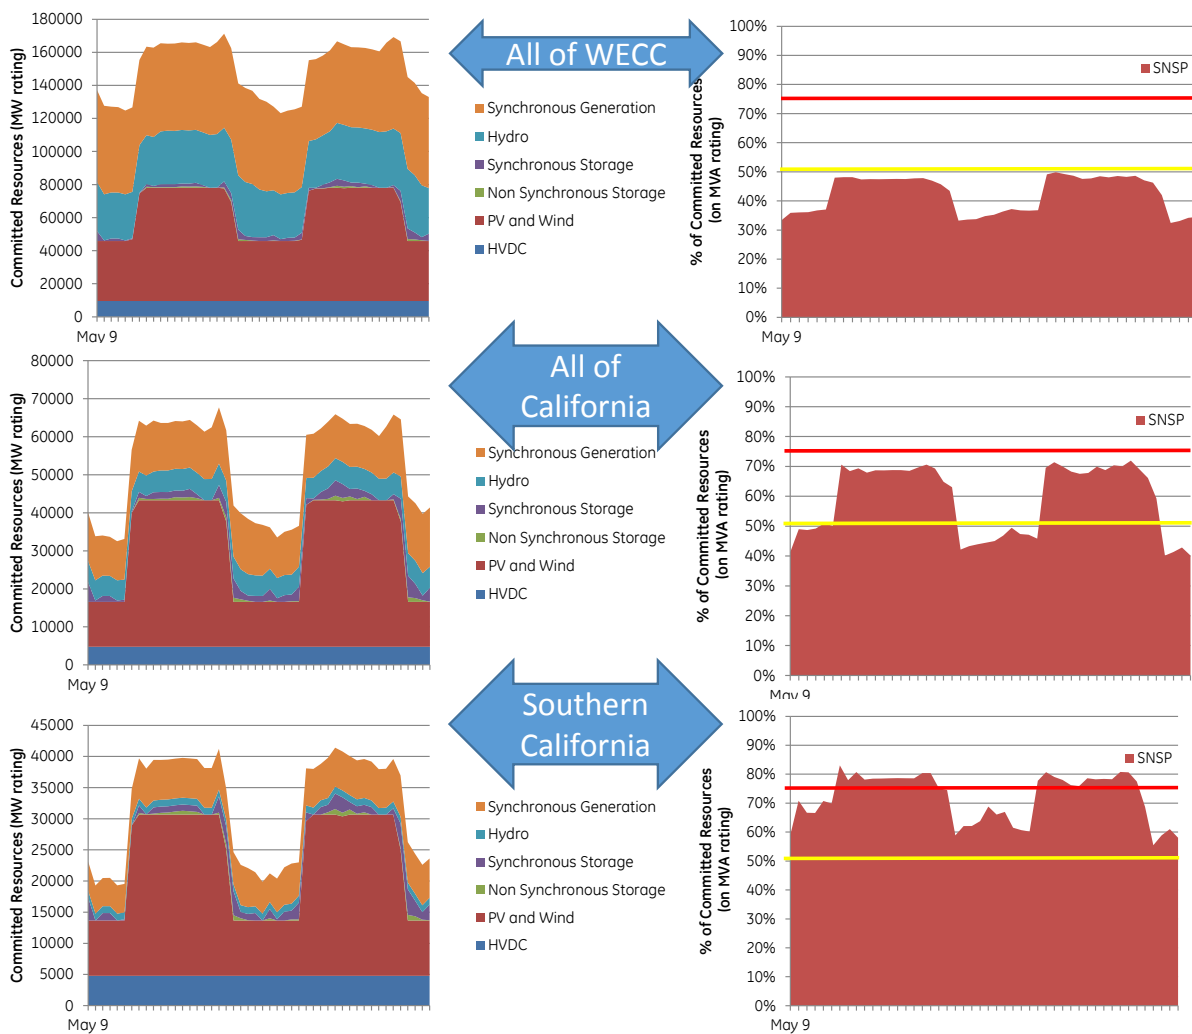 180000
160000
140000
120000
100000
80000
60000
40000
20000
0
Committed Resources (MW rating)
May 9
All of WECC
Synchronous Generation
Hydro
Synchronous Storage
Non Synchronous Storage
PV and Wind
HVDC
100%
90%
80%
70%
60%
50%
40%
30%
20%
10%
0%
% of Committed Resources
(on MVA rating)
SNSP
May 9
80000
70000
60000
50000
40000
30000
20000
10000
0
Committed Resources (MW rating)
May 9
All of
California
Synchronous Generation
Hydro
Synchronous Storage
Non Synchronous Storage
PV and Wind
HVDC
100%
90%
80%
70%
60%
50%
40%
30%
20%
10%
0%
% of Committed Resources
(on MVA rating)
SNSP
May 9
45000
40000
35000
30000
25000
20000
15000
10000
5000
0
Committed Resources (MW rating)
May 9
Southern
California
Synchronous Generation
Hydro
Synchronous Storage
Non Synchronous Storage
PV and Wind
HVDC
100%
90%
80%
70%
60%
50%
40%
30%
20%
10%
0%
% of Committed Resources
(on MVA rating)
SNSP
May 9